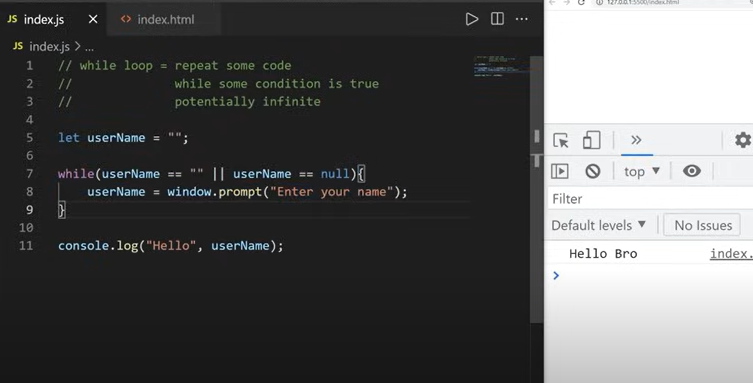 JS index.js X <> index.html
JS index.js > ...
1 // while loop = repeat some code
2 // while some condition is true
3 // potentially infinite
4
5 let userName = "";
6
7 while(userName == "" || userName == null){
8 userName = window.prompt("Enter your name");
9 }
10
11 console.log("Hello", userName);
127.0.0.1:5500/index.html
top
Filter
Default levels
No Issues
Hello Bro index.